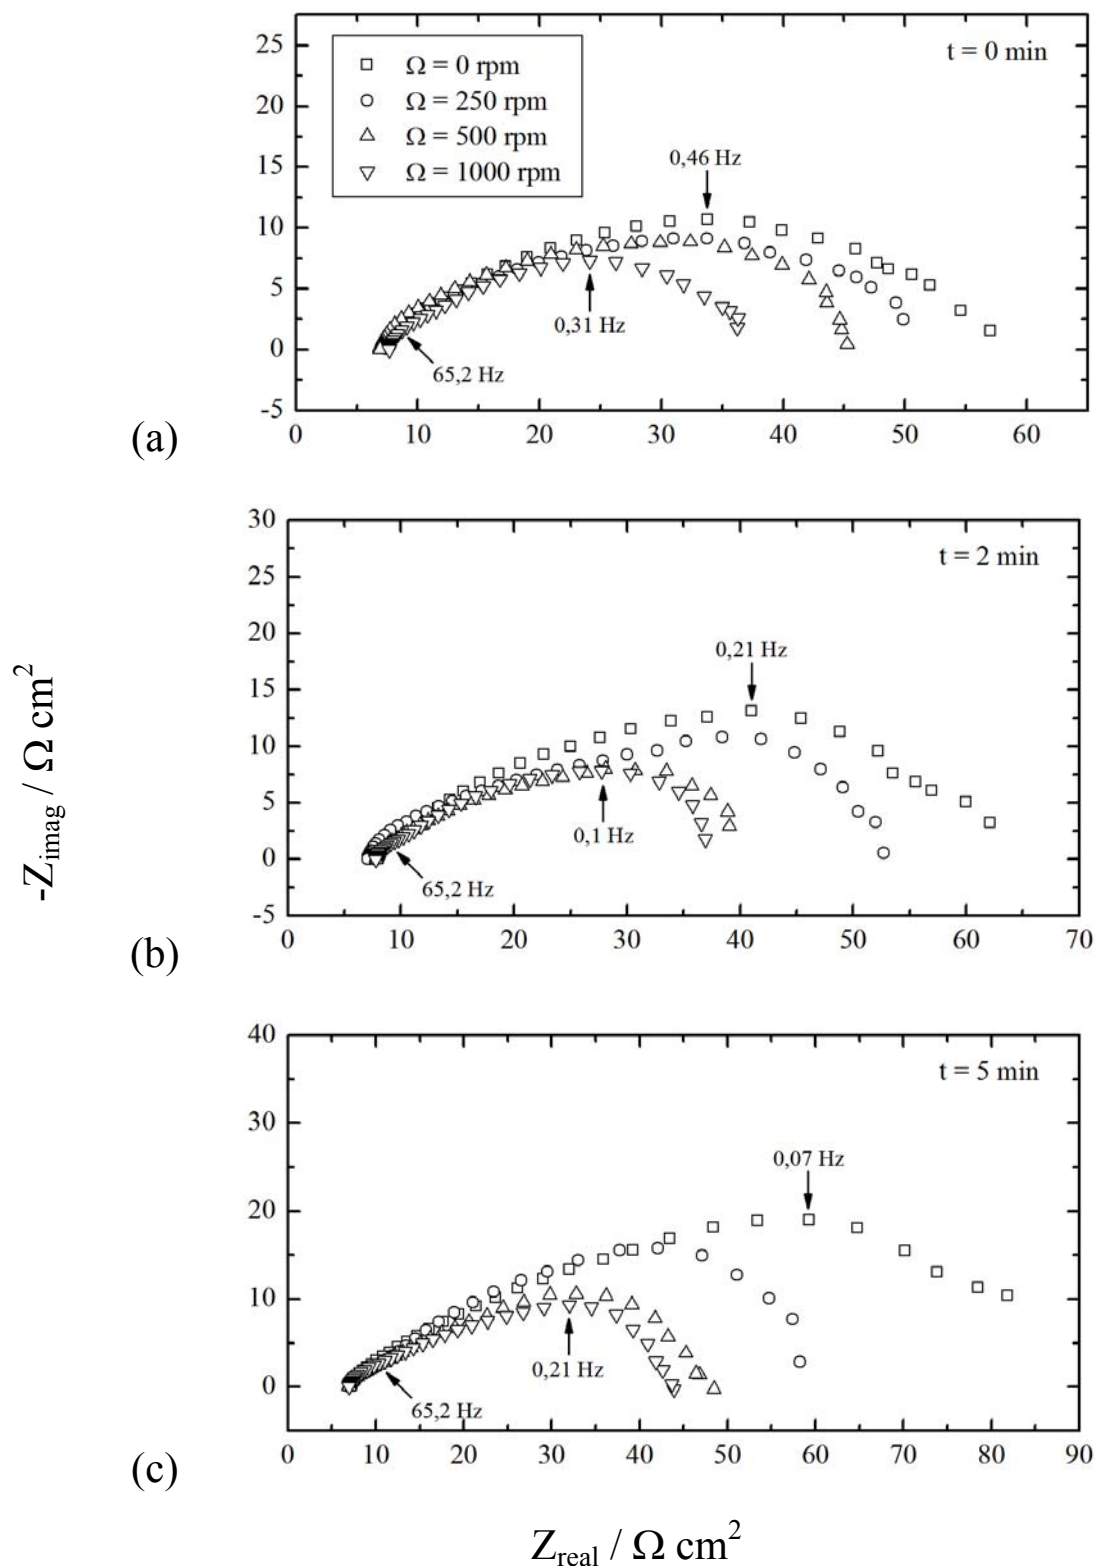 t = 0 min
Ω = 0 rpm
Ω = 250 rpm
Ω = 500 rpm
Ω = 1000 rpm
0,46 Hz
0,31 Hz
65,2 Hz
25
20
15
10
5
0
-5
0 10 20 30 40 50 60
(a)
t = 2 min
0,21 Hz
0,1 Hz
65,2 Hz
30
25
20
15
10
5
0
-5
0 10 20 30 40 50 60 70
(b)
-Z_imag / Ω cm²
t = 5 min
0,07 Hz
0,21 Hz
65,2 Hz
40
30
20
10
0
0 10 20 30 40 50 60 70 80 90
(c)
Z_real / Ω cm²